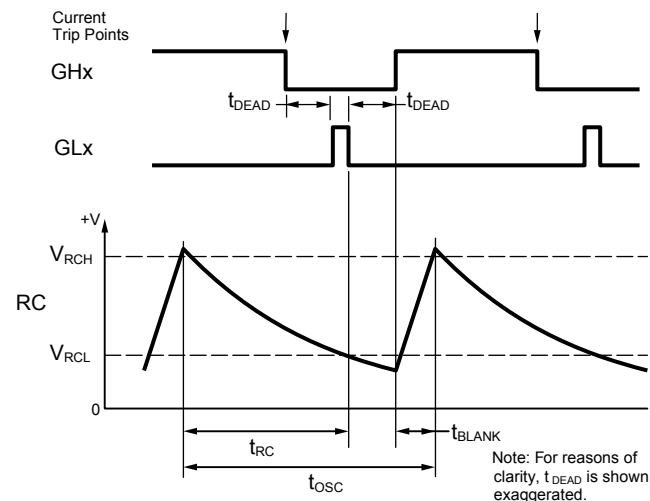 Current
Trip Points
GHx
tDEAD
tDEAD
GLx
+V
VRCH
RC
VRCL
0
tRC
tBLANK
tOSC
Note: For reasons of
clarity, tDEAD is shown
exaggerated.